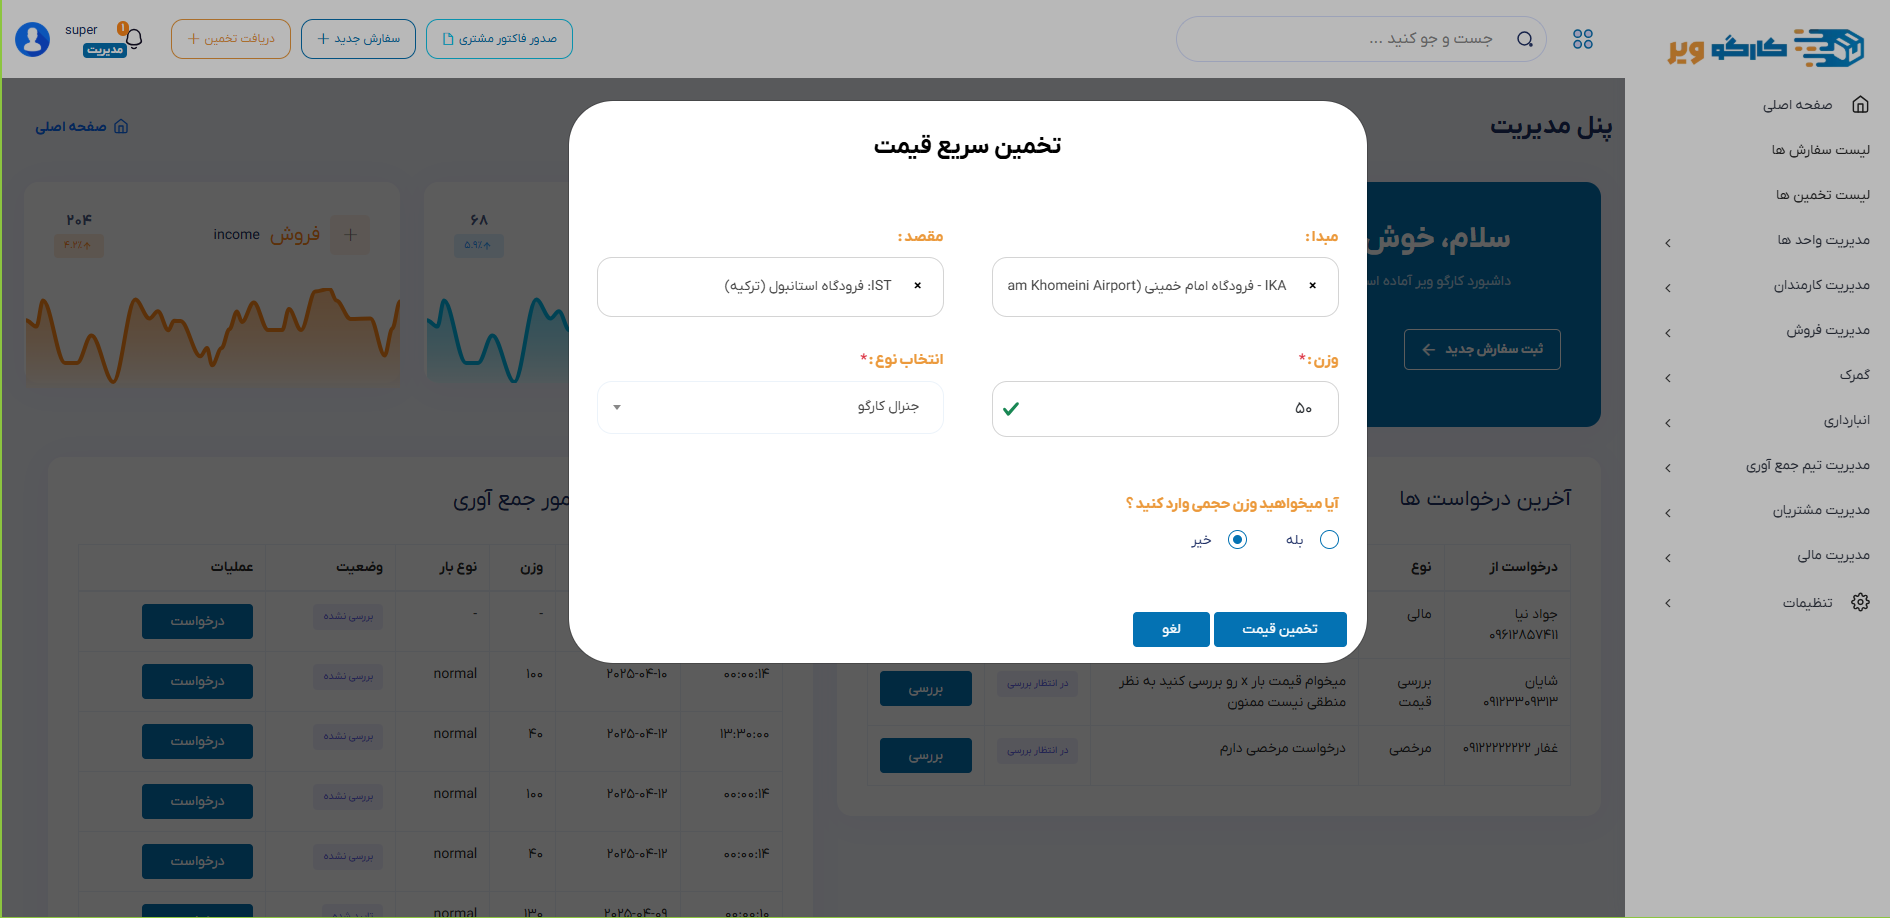 کارگو ویر
جست و جو کنید ...
صدور فاکتور مشتری
سفارش جدید +
دریافت تخمین +
۱
super
مدیریت
صفحه اصلی
لیست سفارش ها
لیست تخمین ها
مدیریت واحد ها
مدیریت کارمندان
مدیریت فروش
گمرک
انبارداری
مدیریت تیم جمع آوری
مدیریت مشتریان
مدیریت مالی
تنظیمات
پنل مدیریت
صفحه اصلی
سلام، خوش
داشبورد کارگو ویر آماده اس
ثبت سفارش جدید
۶۸
۵.۹٪
+ فروش income
۲۰۴
۴.۲٪
تخمین سریع قیمت
مبدا :
× IKA - فرودگاه امام خمینی (am Khomeini Airport
مقصد :
× IST: فرودگاه استانبول (ترکیه)
وزن : *
۵۰
انتخاب نوع : *
جنرال کارگو
آیا میخواهید وزن حجمی وارد کنید ؟
بله
خیر
تخمین قیمت
لغو
آخرین درخواست ها
درخواست از نوع
جواد نیا مالی
۰۹۶۱۲۸۵۷۴۱۱
شایان بررسی میخوام قیمت بار x رو بررسی کنید به نظر در انتظار بررسی بررسی
۰۹۱۲۳۳۰۹۳۱۳ قیمت منطقی نیست ممنون
غفار ۰۹۱۲۲۲۲۲۲۲۲ مرخصی درخواست مرخصی دارم در انتظار بررسی بررسی
مور جمع آوری
وزن نوع بار وضعیت عملیات
- - بررسی نشده درخواست
۰۰:۰۰:۱۴ ۲۰۲۵-۰۴-۱۰ ۱۰۰ normal بررسی نشده درخواست
۱۳:۳۰:۰۰ ۲۰۲۵-۰۴-۱۲ ۴۰ normal بررسی نشده درخواست
۰۰:۰۰:۱۴ ۲۰۲۵-۰۴-۱۲ ۱۰۰ normal بررسی نشده درخواست
۰۰:۰۰:۱۴ ۲۰۲۵-۰۴-۱۲ ۴۰ normal بررسی نشده درخواست
۰۰:۰۰:۱۰ ۲۰۲۵-۰۴-۰۹ ۱۳۰ normal تایید شده